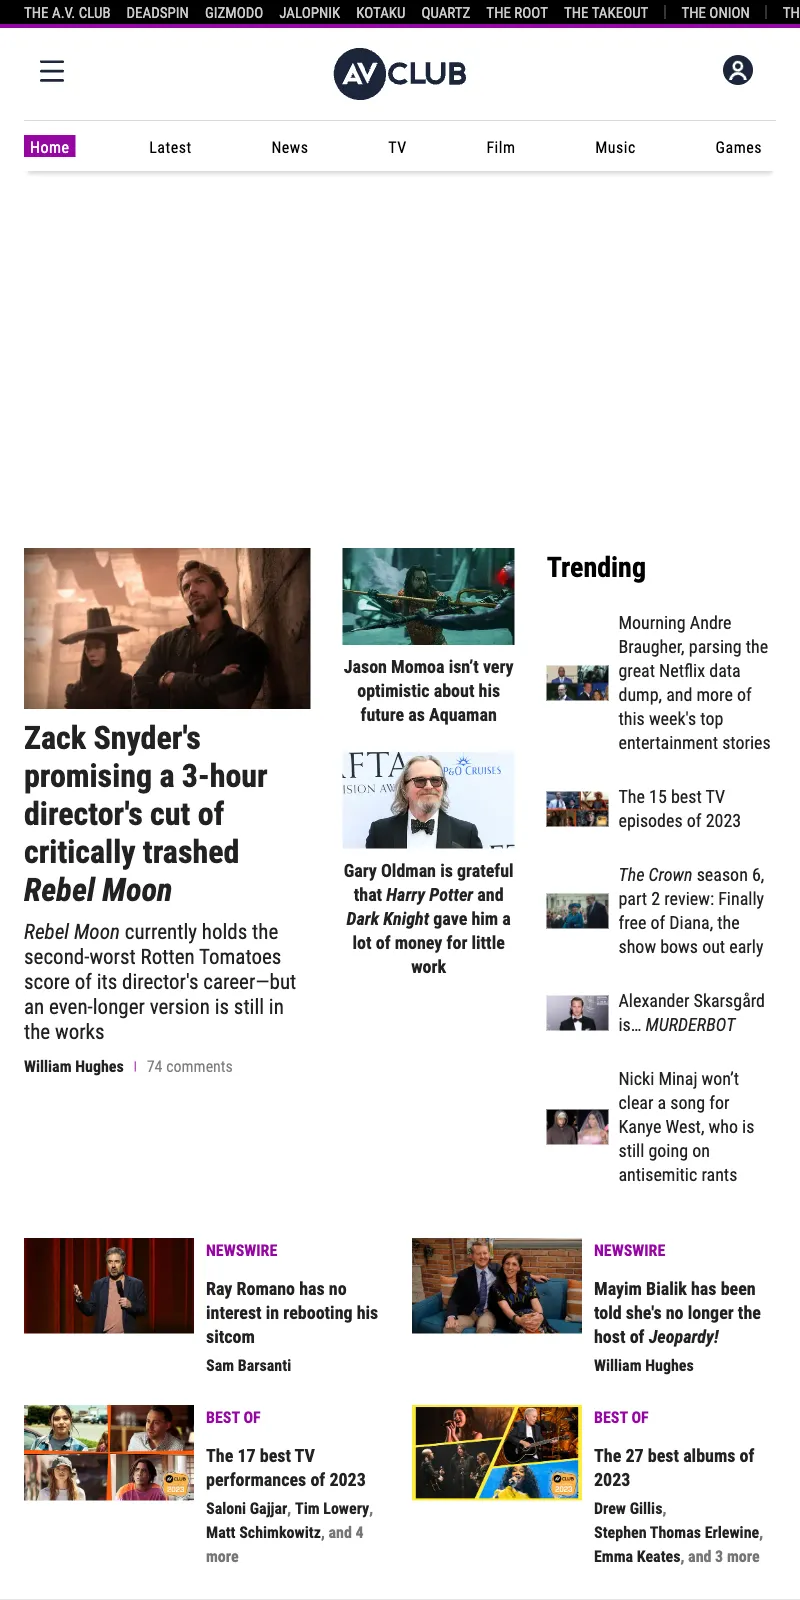 THE A.V. CLUB DEADSPIN GIZMODO JALOPNIK KOTAKU QUARTZ THE ROOT THE TAKEOUT THE ONION TH
AV CLUB
Home Latest News TV Film Music Games
Zack Snyder's
promising a 3-hour
director's cut of
critically trashed
Rebel Moon
Rebel Moon currently holds the
second-worst Rotten Tomatoes
score of its director's career—but
an even-longer version is still in
the works
William Hughes 74 comments
Jason Momoa isn’t very
optimistic about his
future as Aquaman
P&O CRUISES
Gary Oldman is grateful
that Harry Potter and
Dark Knight gave him a
lot of money for little
work
Trending
Mourning Andre
Braugher, parsing the
great Netflix data
dump, and more of
this week's top
entertainment stories
The 15 best TV
episodes of 2023
The Crown season 6,
part 2 review: Finally
free of Diana, the
show bows out early
Alexander Skarsgård
is... MURDERBOT
Nicki Minaj won’t
clear a song for
Kanye West, who is
still going on
antisemitic rants
NEWSWIRE
Ray Romano has no
interest in rebooting his
sitcom
Sam Barsanti
NEWSWIRE
Mayim Bialik has been
told she's no longer the
host of Jeopardy!
William Hughes
AV CLUB
2023
BEST OF
The 17 best TV
performances of 2023
Saloni Gajjar, Tim Lowery,
Matt Schimkowitz, and 4
more
AV CLUB
2023
BEST OF
The 27 best albums of
2023
Drew Gillis,
Stephen Thomas Erlewine,
Emma Keates, and 3 more